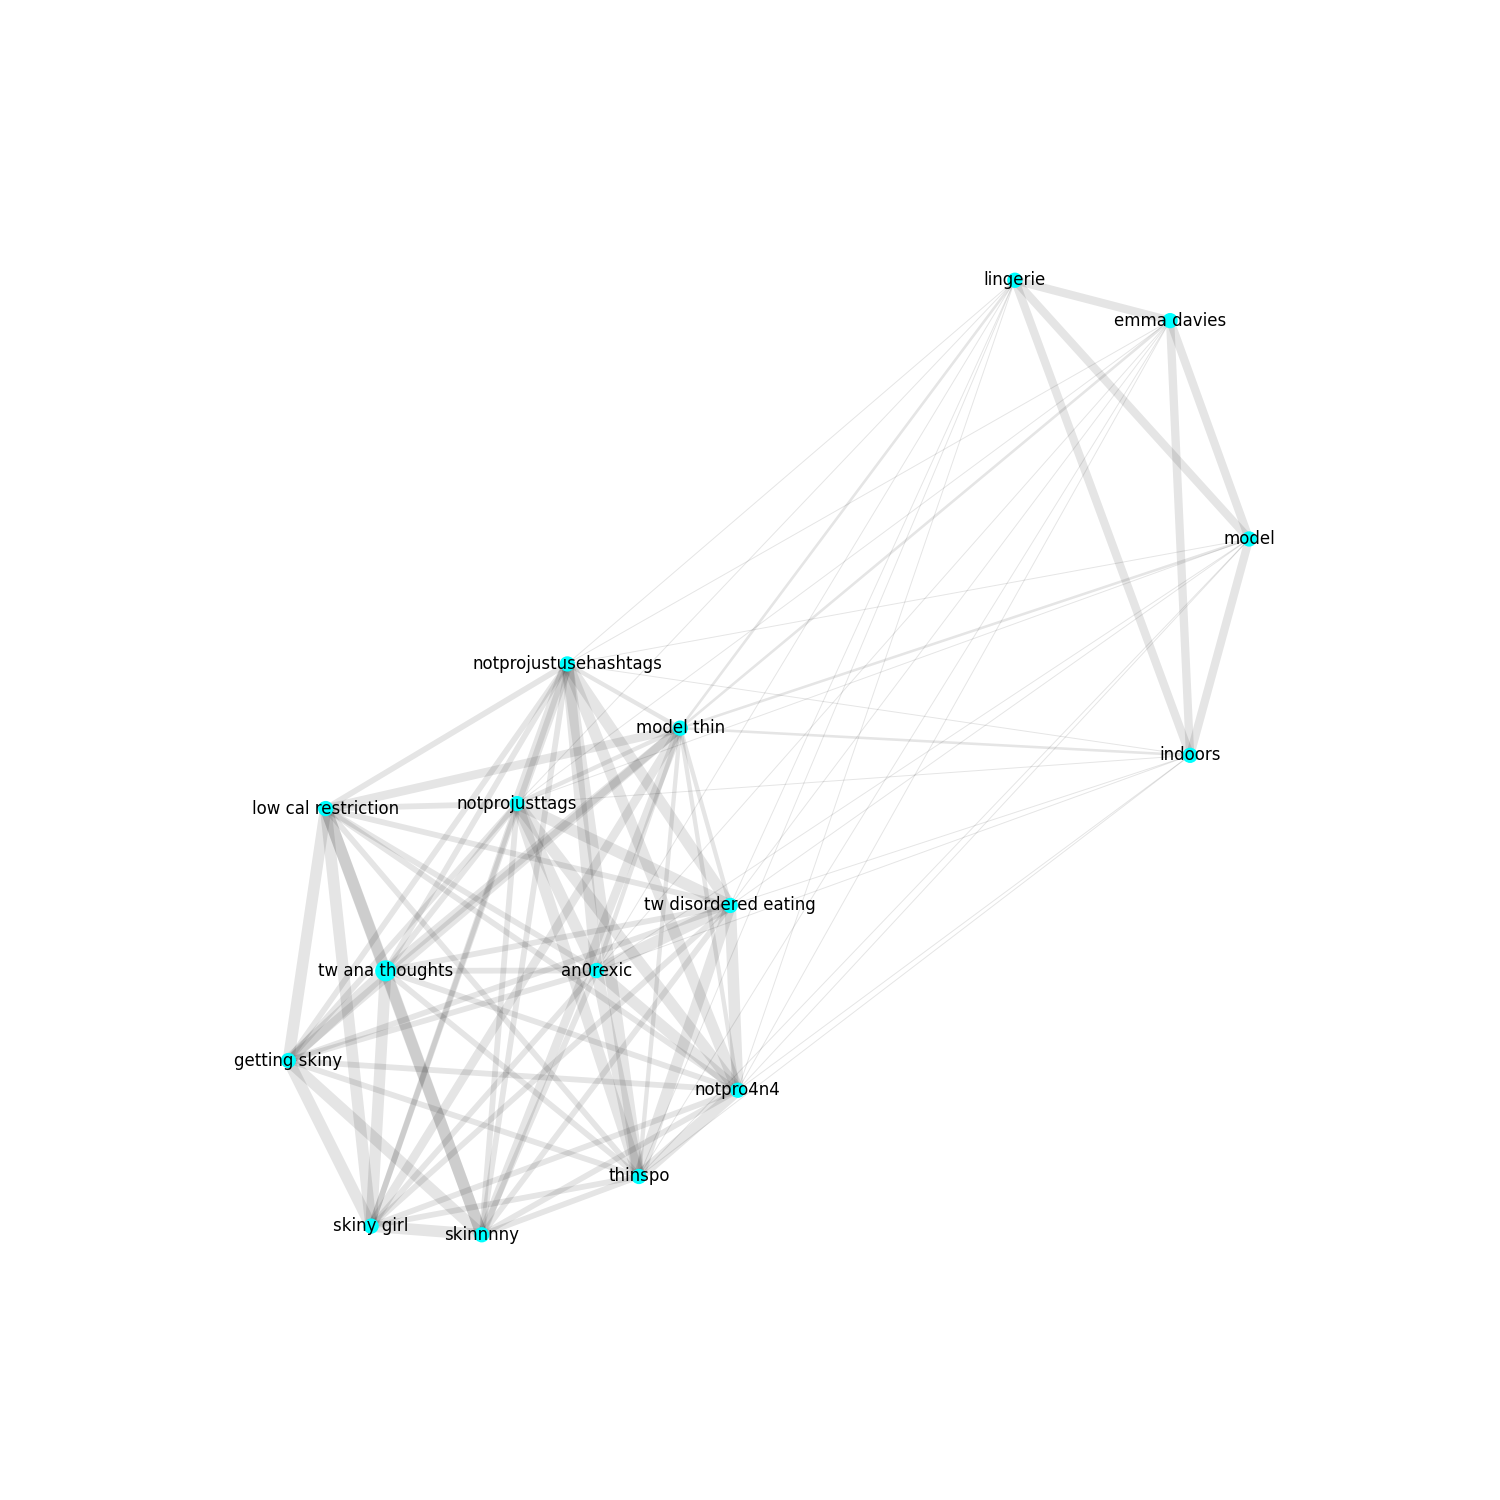 lingerie
emma davies
model
notprojustusehashtags
model thin
indoors
notprojusttags
low cal restriction
tw disordered eating
tw ana thoughts
an0rexic
getting skiny
notpro4n4
thinspo
skiny girl
skinnnny